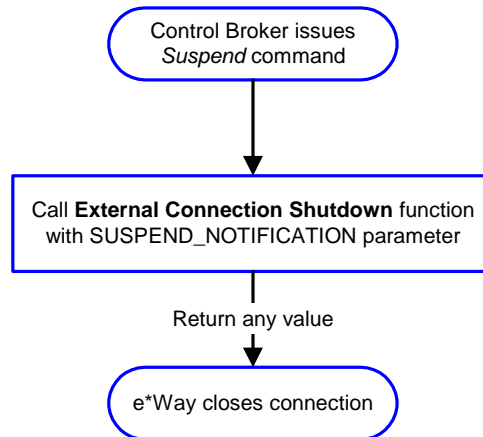 Control Broker issues
Suspend command
Call External Connection Shutdown function
with SUSPEND_NOTIFICATION parameter
Return any value
e*Way closes connection